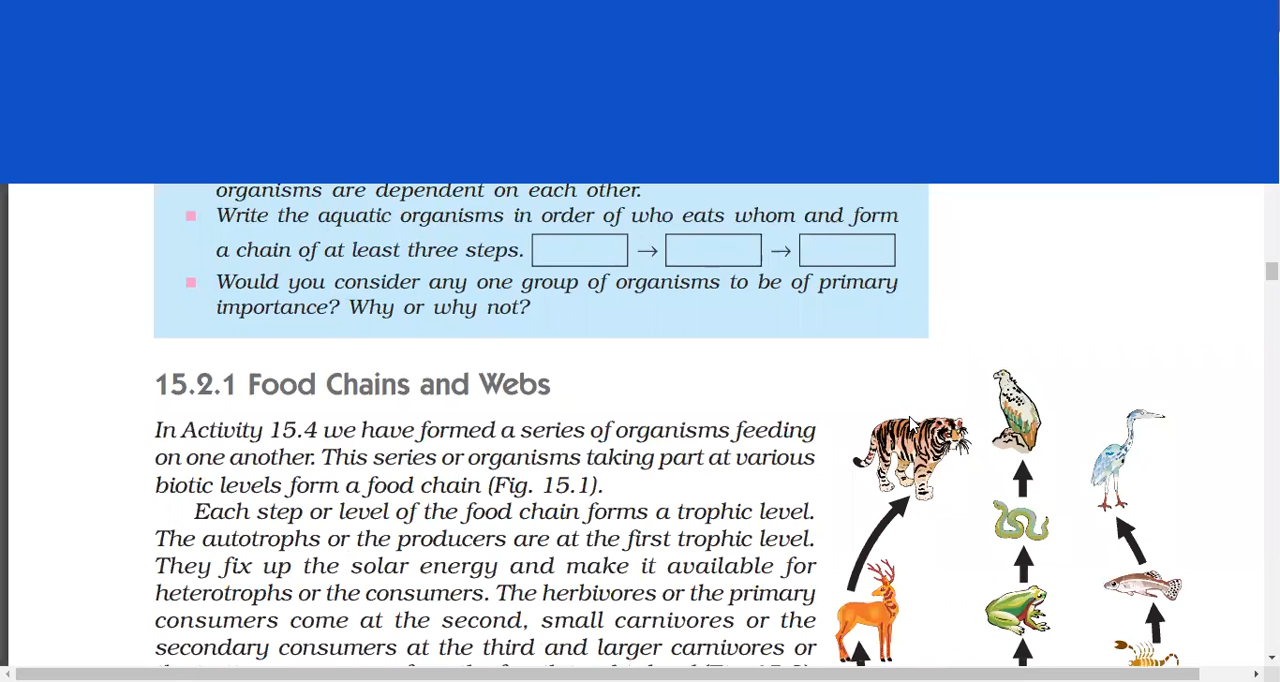 organisms are dependent on each other.
Write the aquatic organisms in order of who eats whom and form
a chain of at least three steps. → →
Would you consider any one group of organisms to be of primary
importance? Why or why not?
15.2.1 Food Chains and Webs
In Activity 15.4 we have formed a series of organisms feeding
on one another. This series or organisms taking part at various
biotic levels form a food chain (Fig. 15.1).
Each step or level of the food chain forms a trophic level.
The autotrophs or the producers are at the first trophic level.
They fix up the solar energy and make it available for
heterotrophs or the consumers. The herbivores or the primary
consumers come at the second, small carnivores or the
secondary consumers at the third and larger carnivores or